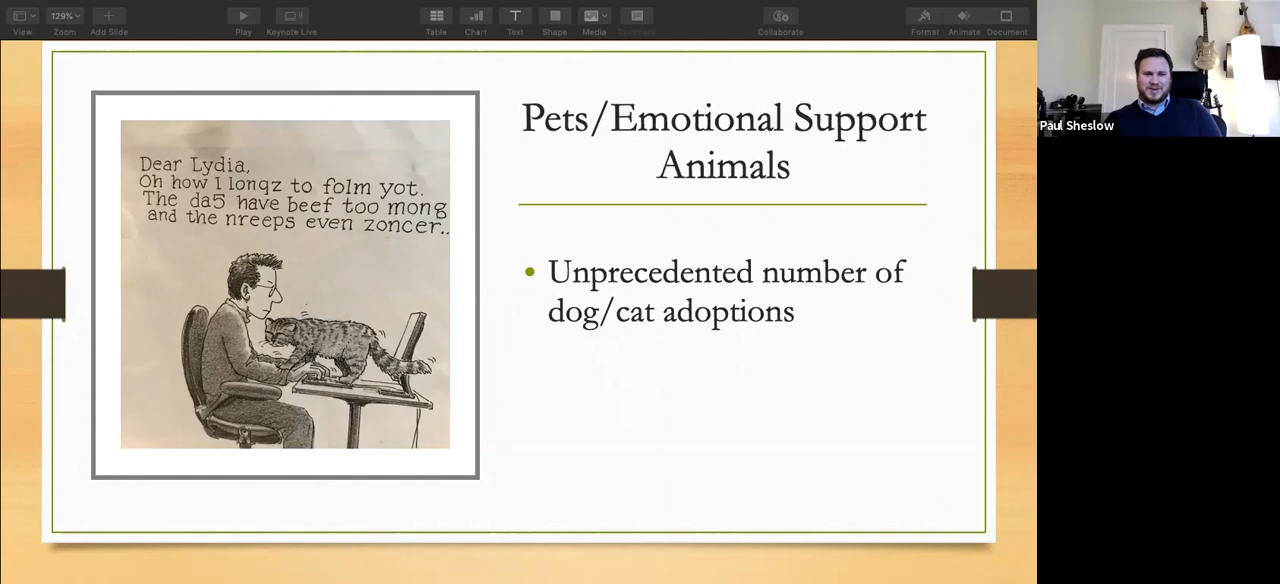 129%
View
Zoom
Add Slide
Play
Keynote Live
Table
Chart
Text
Shape
Media
Comment
Collaborate
Format
Animate
Document
Dear Lydia,
Oh how I longz to folm yot.
The da5 have beef too mong
and the nreeps even zoncer..
Pets/Emotional Support
Animals
• Unprecedented number of
dog/cat adoptions
Paul Sheslow